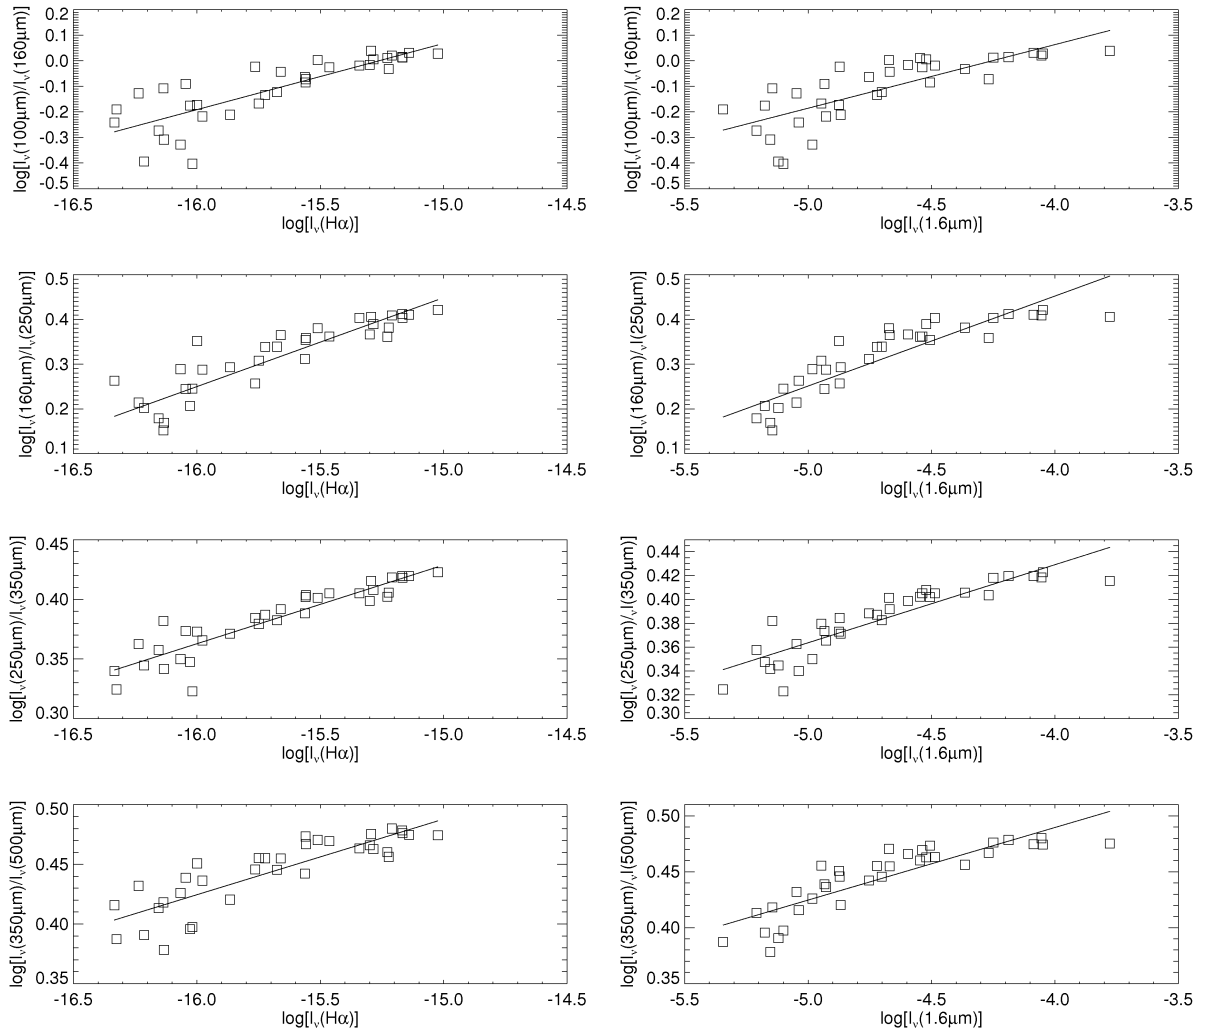 log[Iν(100μm)/Iν(160μm)]
0.2
0.1
0.0
-0.1
-0.2
-0.3
-0.4
-0.5
-16.5 -16.0 -15.5 -15.0 -14.5
log[Iν(Hα)]
log[Iν(100μm)/Iν(160μm)]
0.2
0.1
0.0
-0.1
-0.2
-0.3
-0.4
-0.5
-5.5 -5.0 -4.5 -4.0 -3.5
log[Iν(1.6μm)]
log[Iν(160μm)/Iν(250μm)]
0.5
0.4
0.3
0.2
0.1
-16.5 -16.0 -15.5 -15.0 -14.5
log[Iν(Hα)]
log[Iν(160μm)/νI(250μm)]
0.5
0.4
0.3
0.2
0.1
-5.5 -5.0 -4.5 -4.0 -3.5
log[Iν(1.6μm)]
log[Iν(250μm)/Iν(350μm)]
0.45
0.40
0.35
0.30
-16.5 -16.0 -15.5 -15.0 -14.5
log[Iν(Hα)]
log[Iν(250μm)/νI(350μm)]
0.44
0.42
0.40
0.38
0.36
0.34
0.32
0.30
-5.5 -5.0 -4.5 -4.0 -3.5
log[Iν(1.6μm)]
log[Iν(350μm)/Iν(500μm)]
0.50
0.45
0.40
0.35
-16.5 -16.0 -15.5 -15.0 -14.5
log[Iν(Hα)]
log[Iν(350μm)/νI(500μm)]
0.50
0.45
0.40
0.35
-5.5 -5.0 -4.5 -4.0 -3.5
log[Iν(1.6μm)]